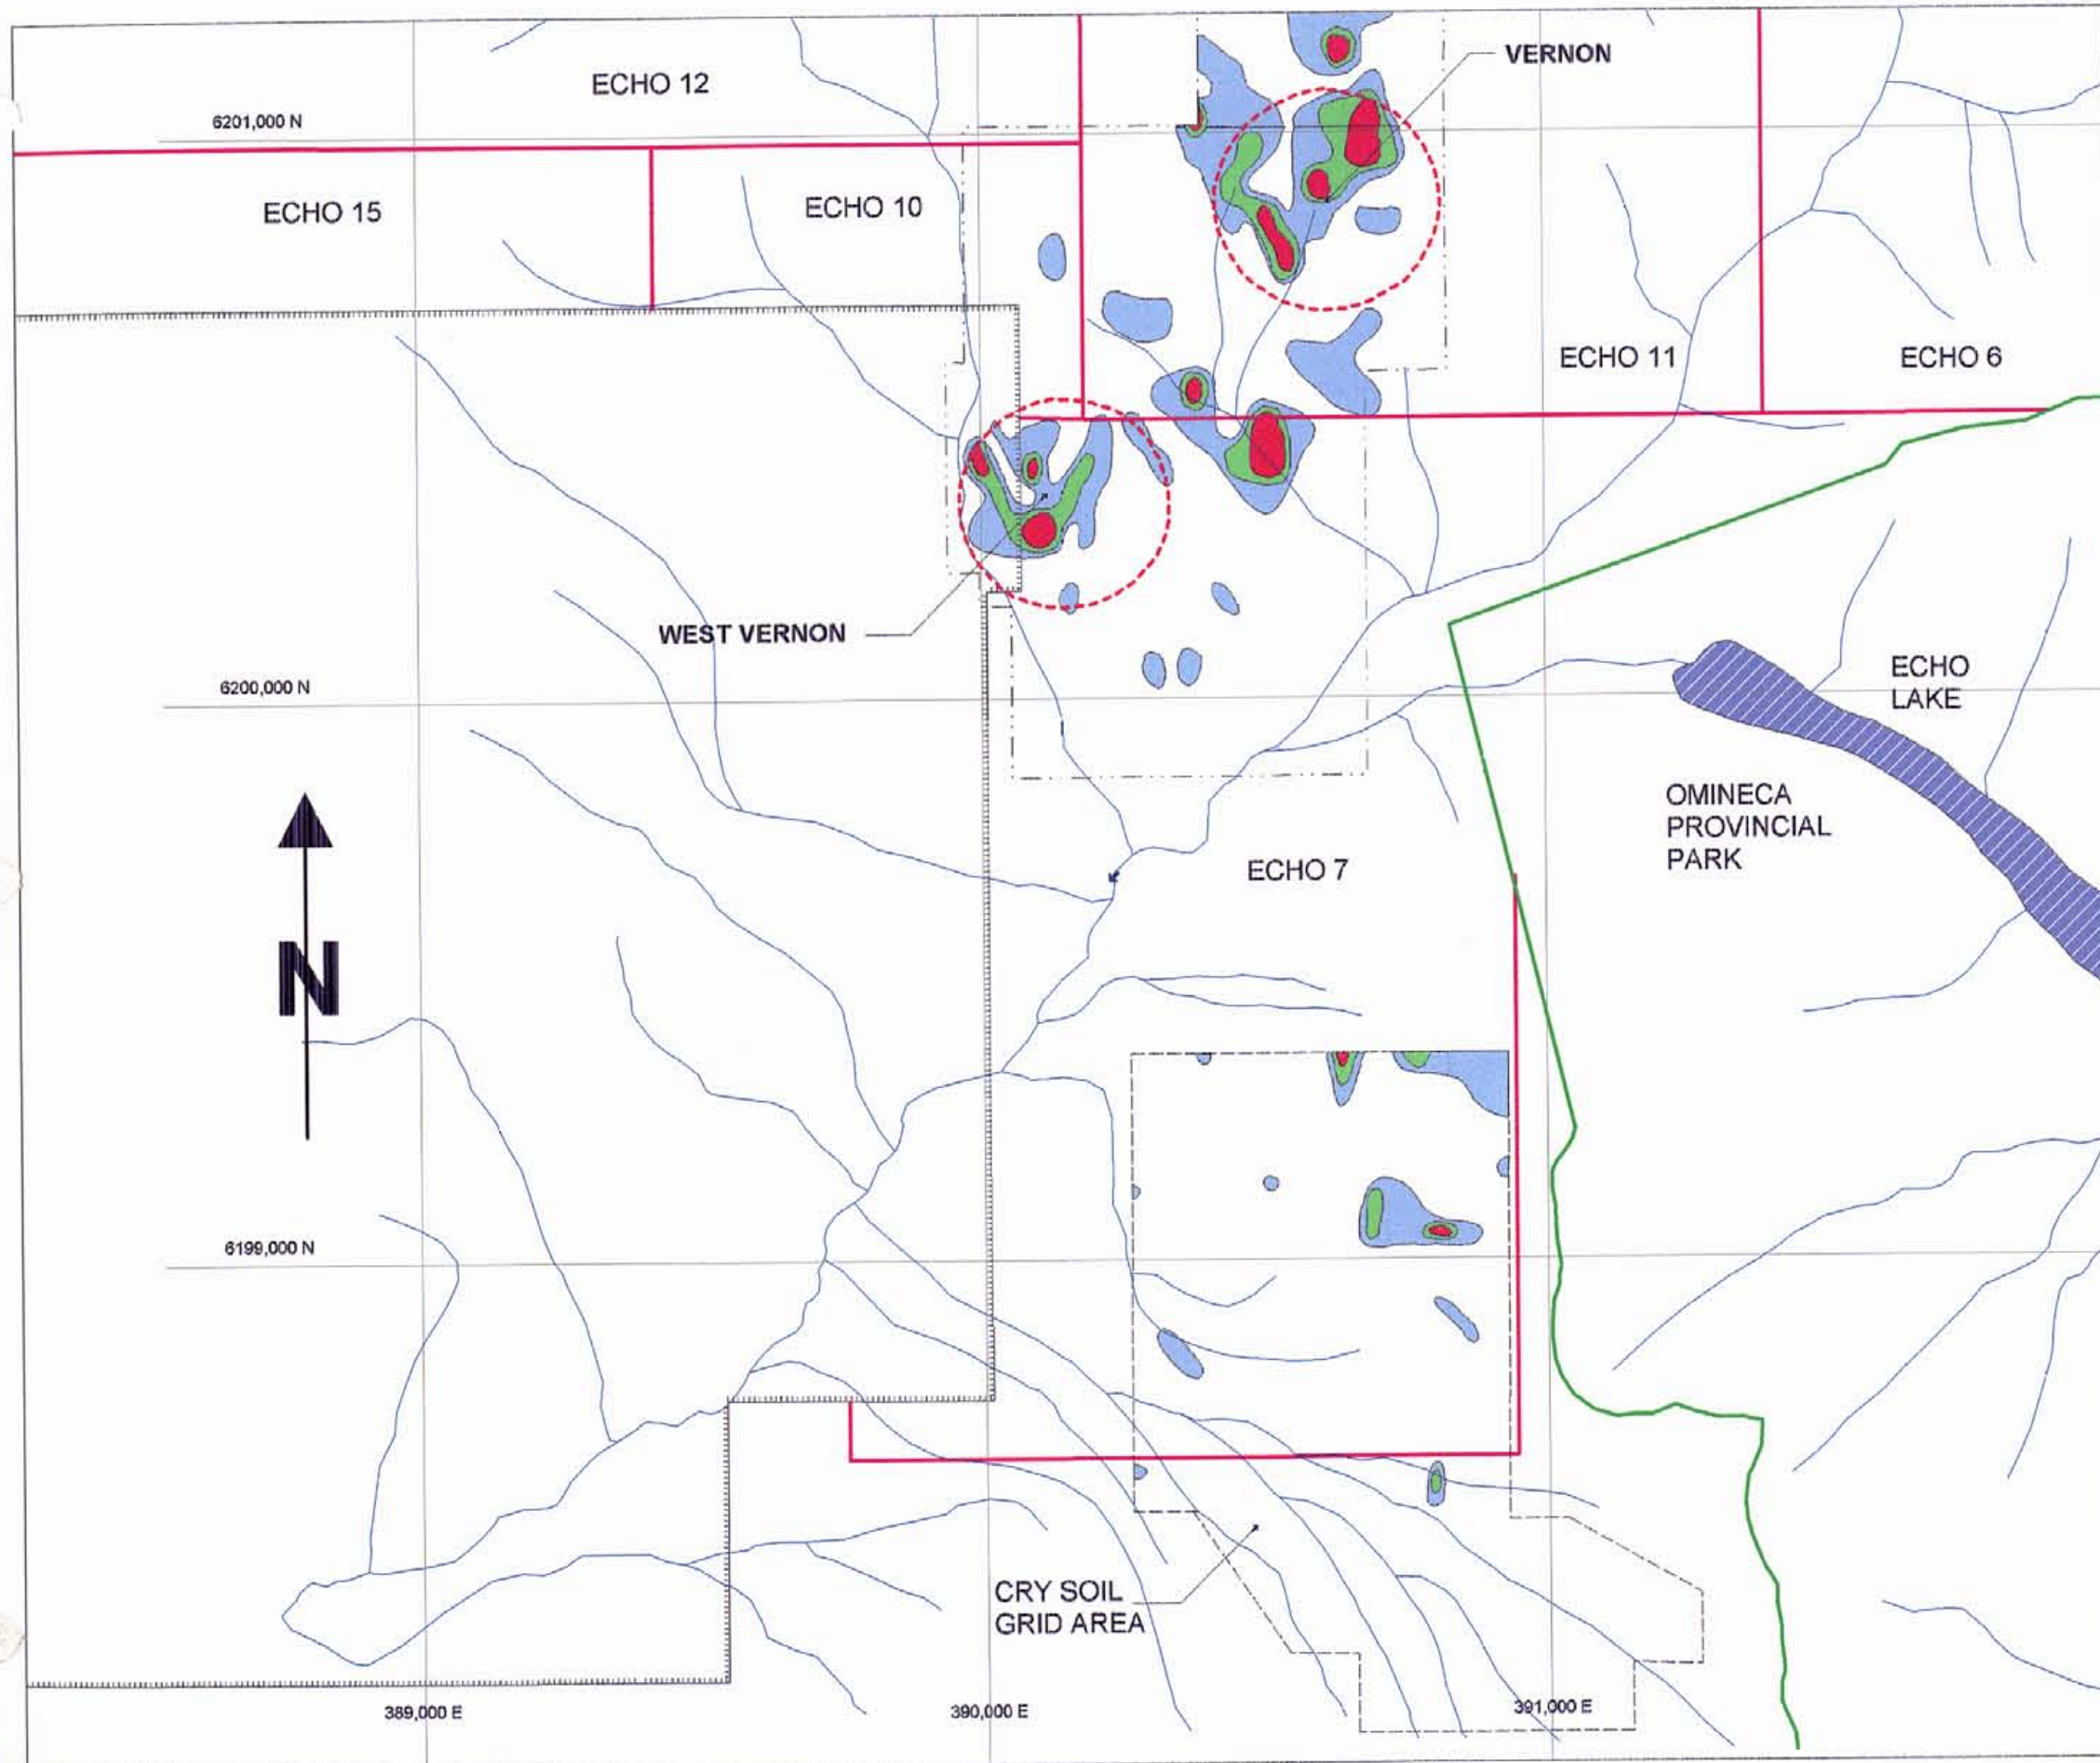 VERNON
ECHO 12
6201,000 N
ECHO 15
ECHO 10
ECHO 11
ECHO 6
WEST VERNON
6200,000 N
ECHO
LAKE
OMINECA
PROVINCIAL
PARK
ECHO 7
N
6199,000 N
CRY SOIL
GRID AREA
389,000 E
390,000 E
391,000 E